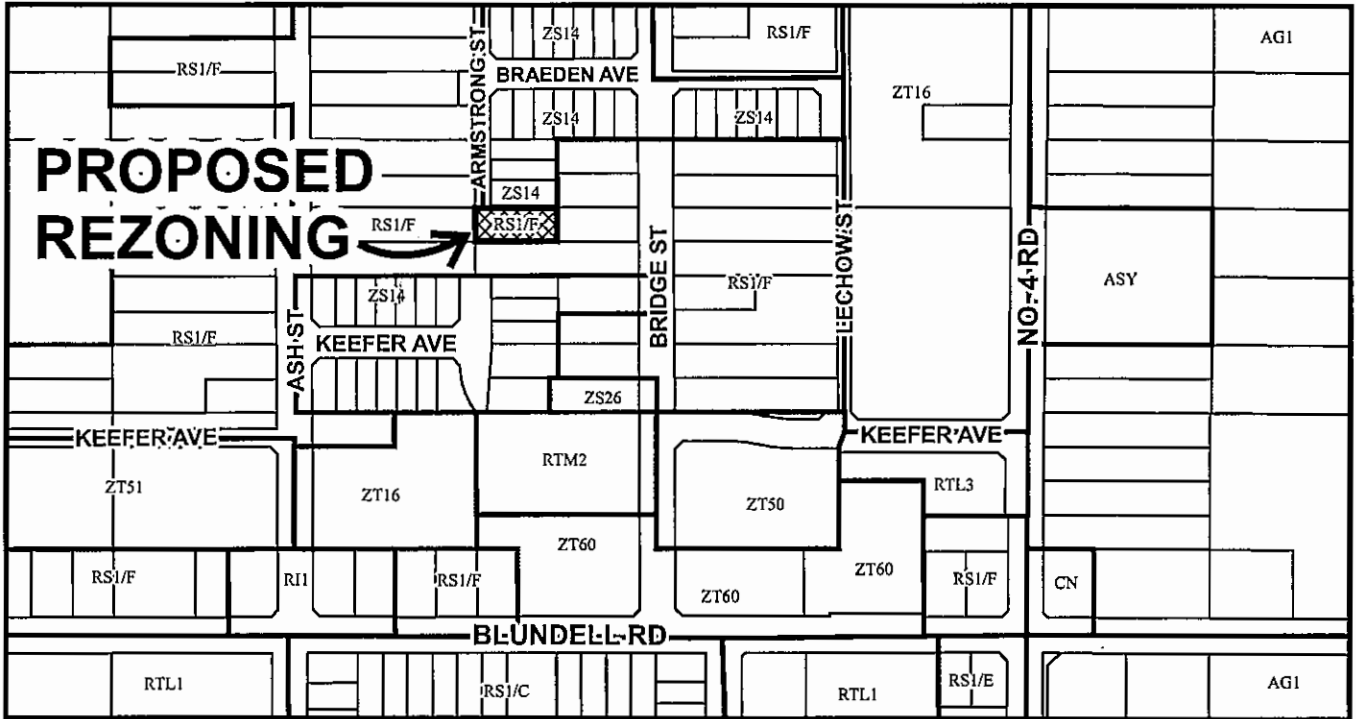 ZS14
RS1/F
AG1
RS1/F
ARMSTRONG ST
BRAEDEN AVE
ZT16
ZS14
ZS14
PROPOSED
REZONING
ZS14
RS1/F
RS1/F
BRIDGE ST
LECHOW ST
NO. 4 RD
RS1/F
ASY
ZS14
RS1/F
ASH ST
KEEFER AVE
ZS26
KEEFER AVE
KEEFER AVE
RTM2
ZT51
ZT16
ZT50
RTL3
ZT60
ZT60
RS1/F
RI1
RS1/F
RS1/F
CN
ZT60
BLUNDELL RD
RTL1
RS1/C
RTL1
RS1/E
AG1